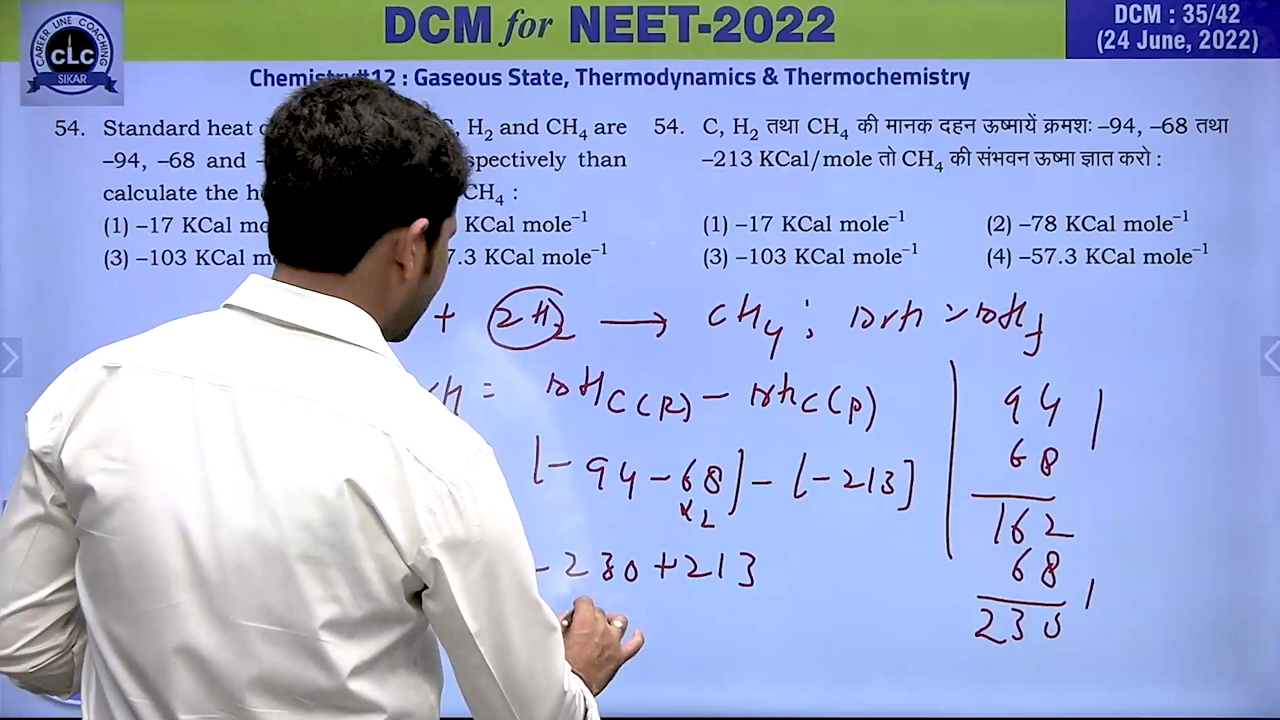 DCM for NEET-2022
DCM : 35/42
(24 June, 2022)
CAREER LINE COACHING
CLC
SIKAR
Chemistry#12 : Gaseous State, Thermodynamics & Thermochemistry
54. Standard heat H₂ and CH₄ are
–94, –68 and than
calculate the CH₄ :
(1) –17 KCal KCal mole⁻¹
(3) –103 KCal 7.3 KCal mole⁻¹
54. C, H₂ तथा CH₄ की मानक दहन ऊष्मायें क्रमशः –94, –68 तथा
–213 KCal/mole तो CH₄ की संभवन ऊष्मा ज्ञात करो :
(1) –17 KCal mole⁻¹ (2) –78 KCal mole⁻¹
(3) –103 KCal mole⁻¹ (4) –57.3 KCal mole⁻¹
+ 2H₂ → CH₄ ; ΔrH = ΔHf
= ΔHC(R) – ΔHC(P)
[–94 –68] – [–213]
×2
–230 +213
94
68
162
68
230